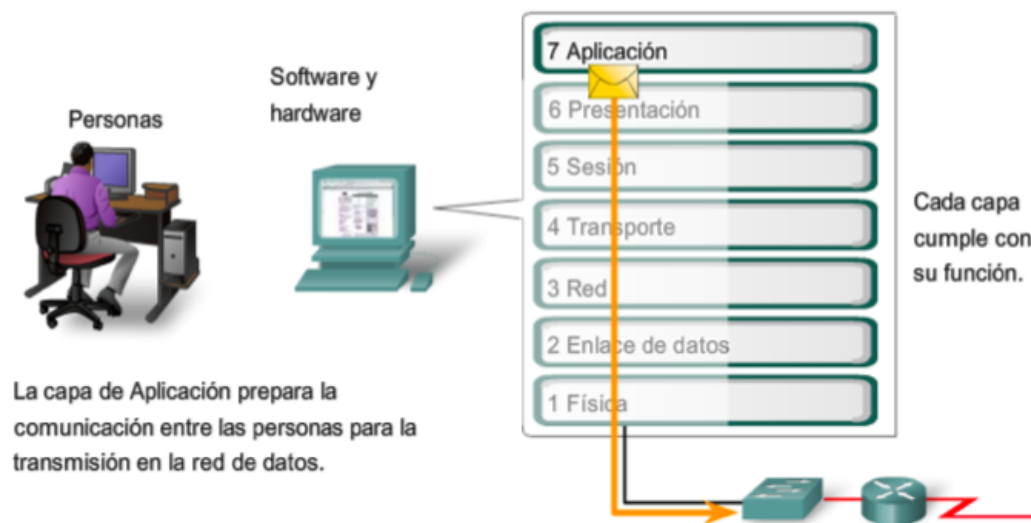 Personas
Software y
hardware
7 Aplicación
6 Presentación
5 Sesión
4 Transporte
3 Red
2 Enlace de datos
1 Física
Cada capa
cumple con
su función.
La capa de Aplicación prepara la
comunicación entre las personas para la
transmisión en la red de datos.